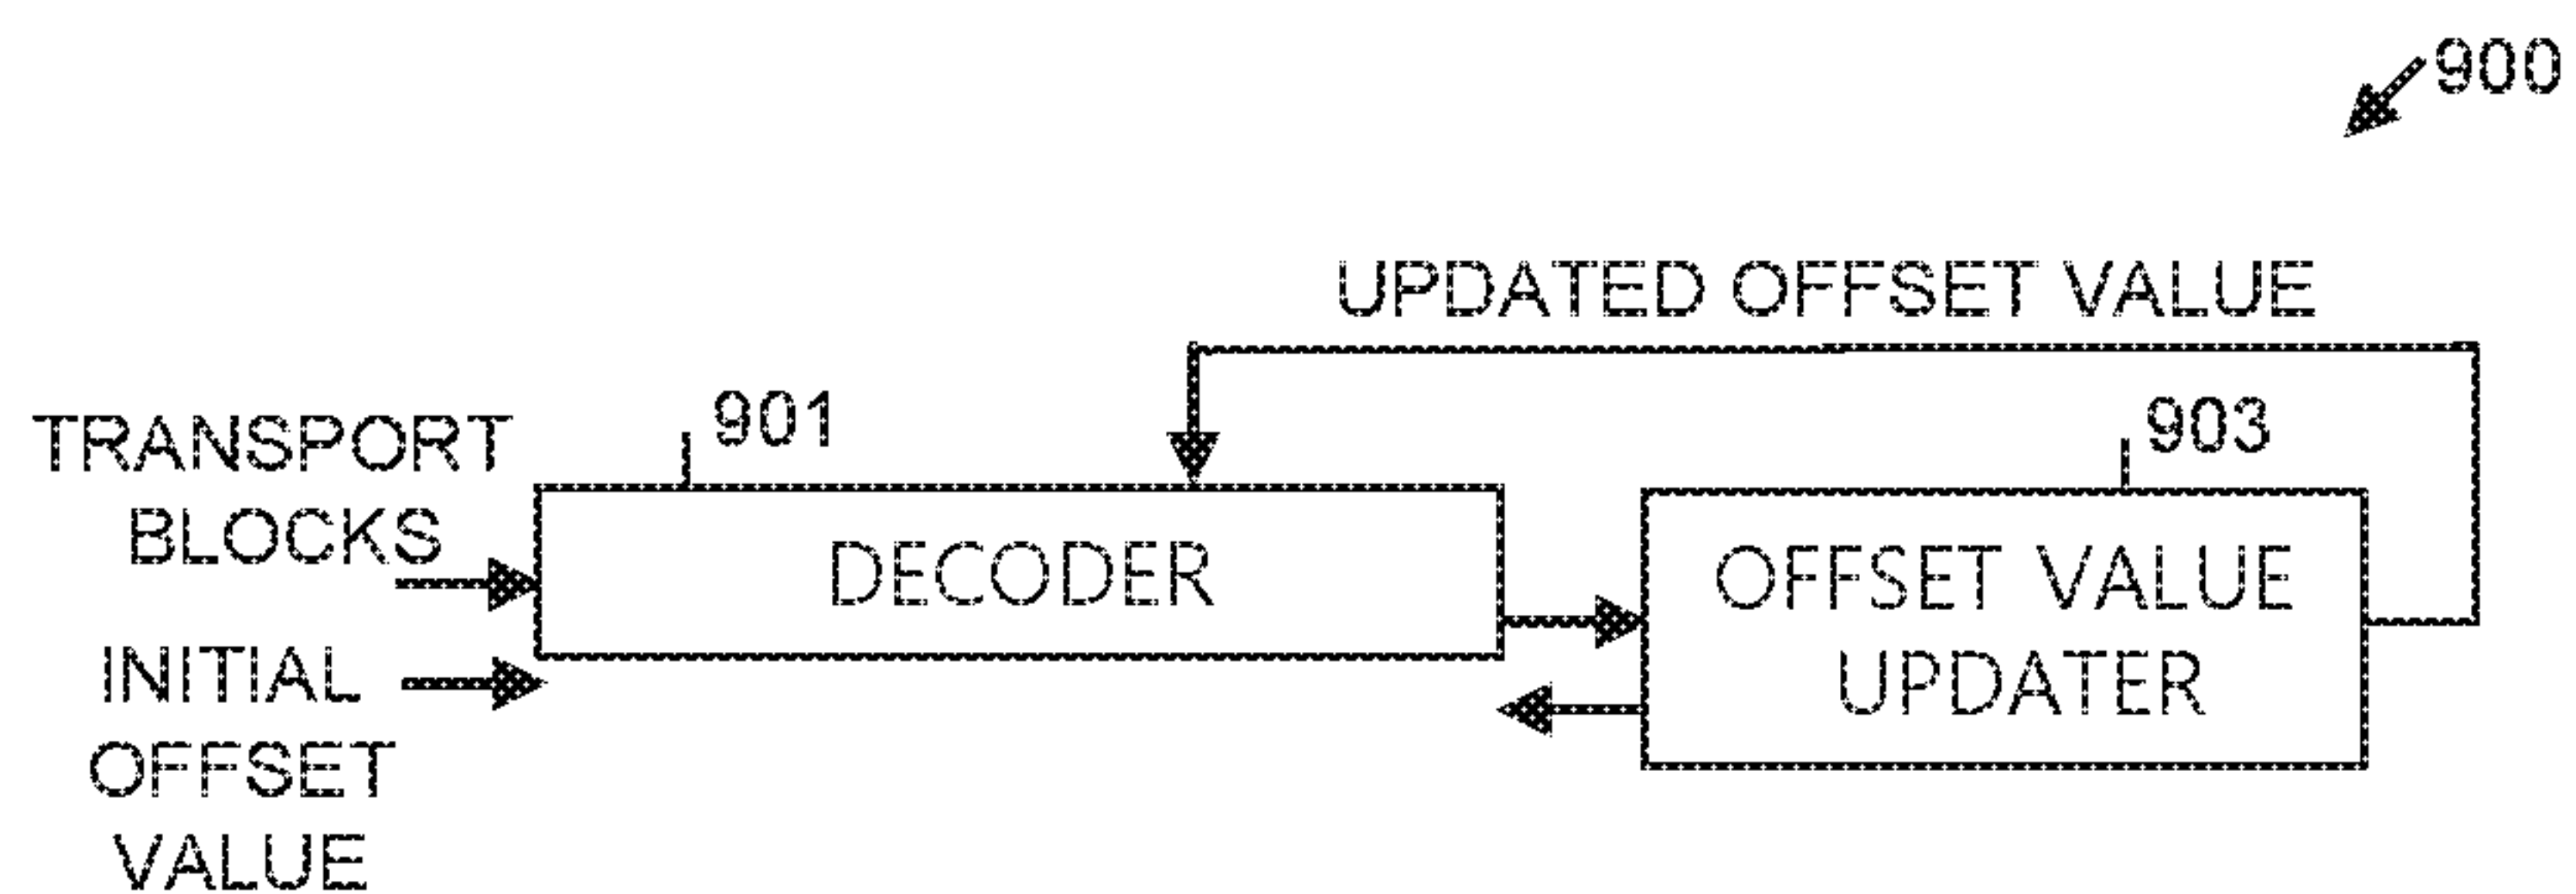 900
UPDATED OFFSET VALUE
TRANSPORT
BLOCKS
901
903
DECODER
OFFSET VALUE
UPDATER
INITIAL
OFFSET
VALUE